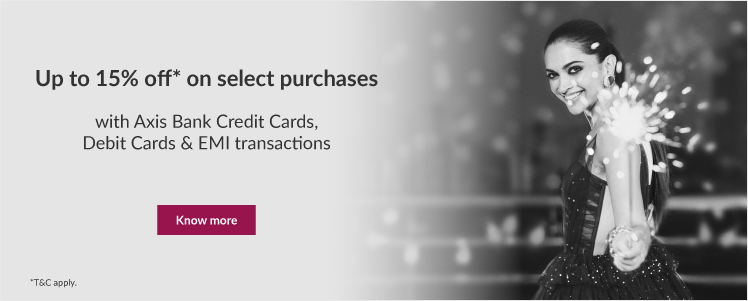 Up to 15% off* on select purchases
with Axis Bank Credit Cards,
Debit Cards & EMI transactions
Know more
*T&C apply.